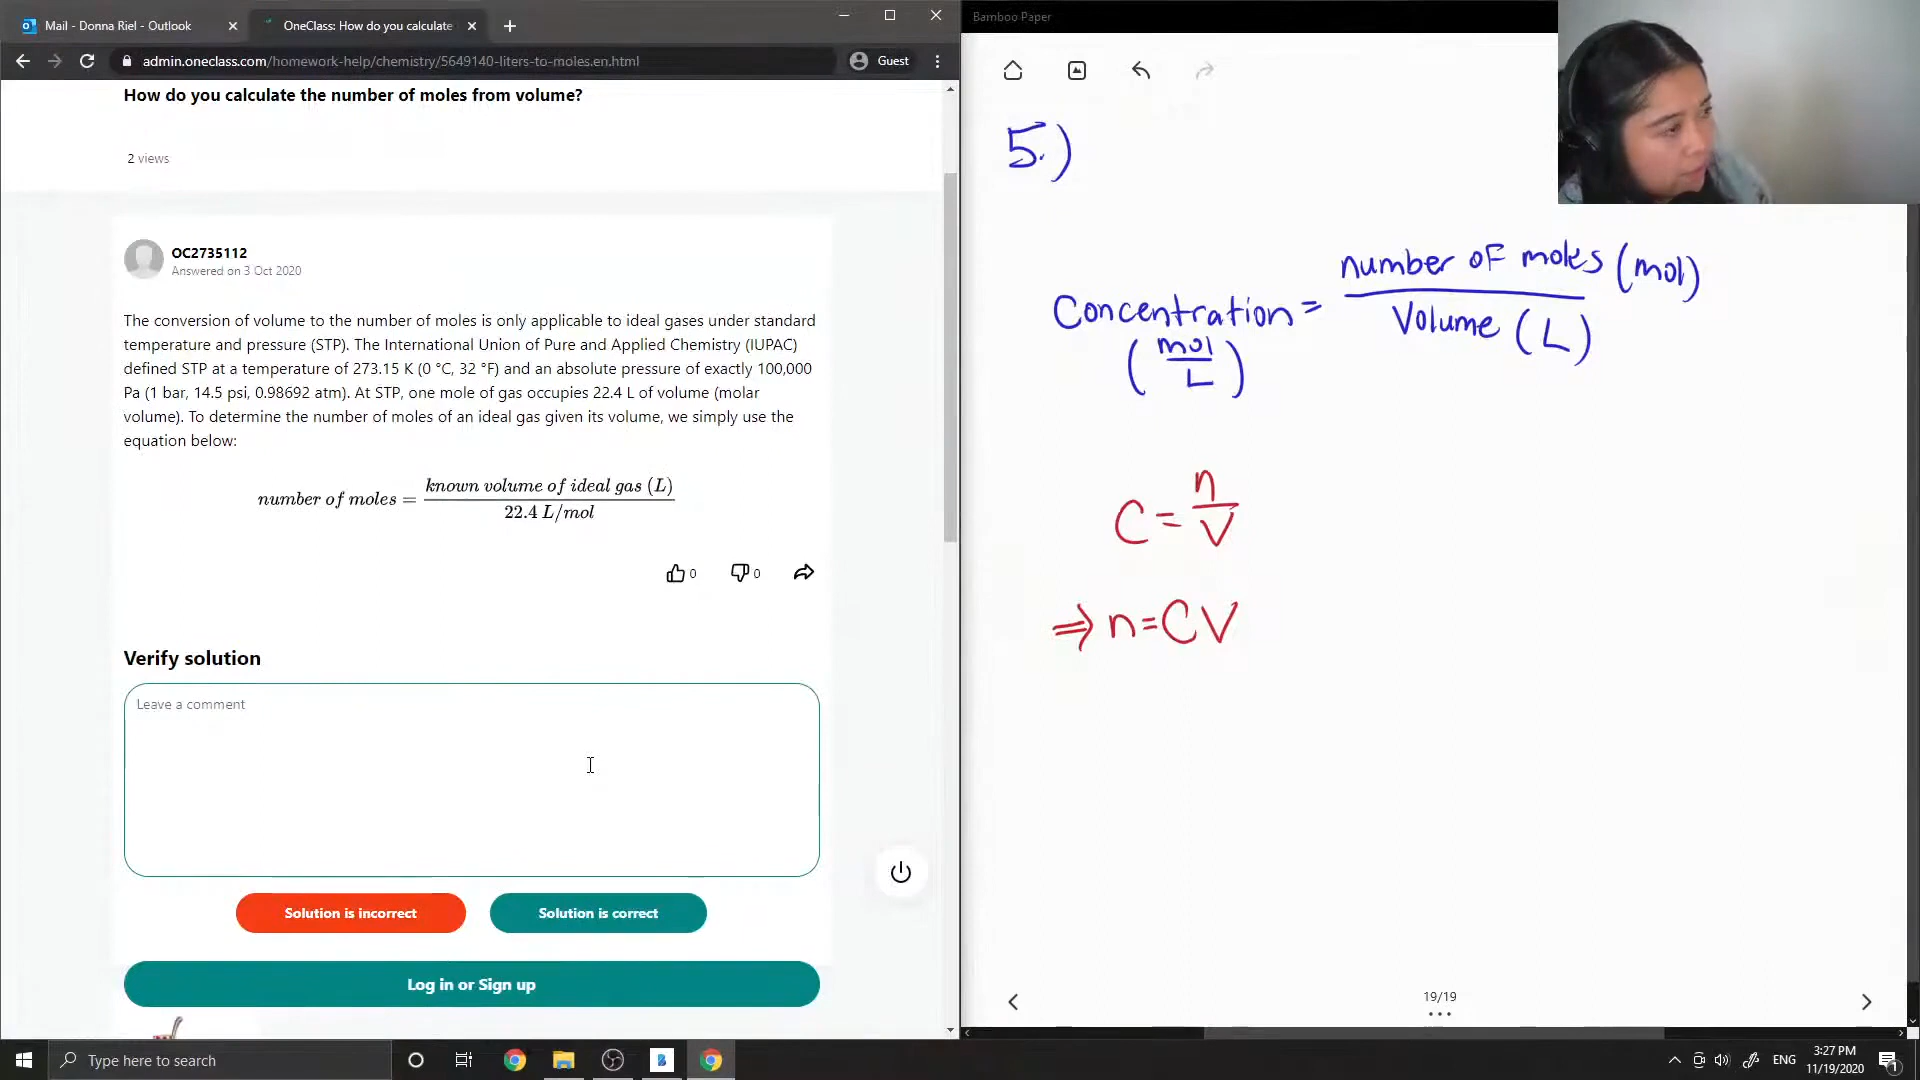 Mail - Donna Riel - Outlook
OneClass: How do you calculate
admin.oneclass.com/homework-help/chemistry/5649140-liters-to-moles.en.html
Guest
How do you calculate the number of moles from volume?
2 views
OC2735112
Answered on 3 Oct 2020
The conversion of volume to the number of moles is only applicable to ideal gases under standard
temperature and pressure (STP). The International Union of Pure and Applied Chemistry (IUPAC)
defined STP at a temperature of 273.15 K (0 °C, 32 °F) and an absolute pressure of exactly 100,000
Pa (1 bar, 14.5 psi, 0.98692 atm). At STP, one mole of gas occupies 22.4 L of volume (molar
volume). To determine the number of moles of an ideal gas given its volume, we simply use the
equation below:
number of moles = known volume of ideal gas (L)
22.4 L/mol
0
0
Verify solution
Leave a comment
Solution is incorrect
Solution is correct
Log in or Sign up
Bamboo Paper
5.)
Concentration = number of moles (mol)
Volume (L)
(mol
L)
C = n
V
⇒ n = CV
19/19
Type here to search
ENG
3:27 PM
11/19/2020
1